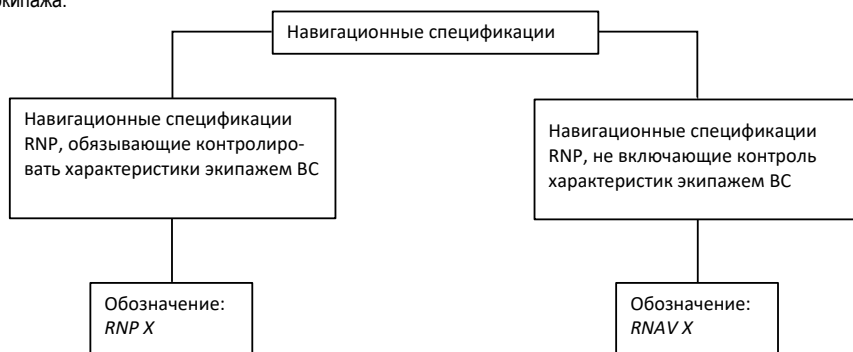 экипажа.
Навигационные спецификации
Навигационные спецификации
RNP, обязывающие контролиро-
вать характеристики экипажем ВС
Навигационные спецификации
RNP, не включающие контроль
характеристик экипажем ВС
Обозначение:
RNP X
Обозначение:
RNAV X